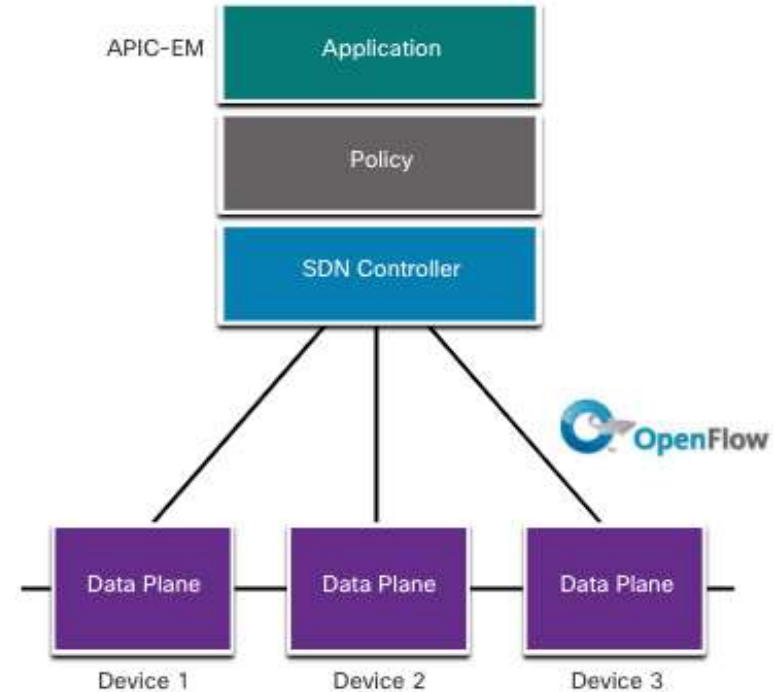 APIC-EM
Application
Policy
SDN Controller
OpenFlow
Data Plane
Data Plane
Data Plane
Device 1
Device 2
Device 3